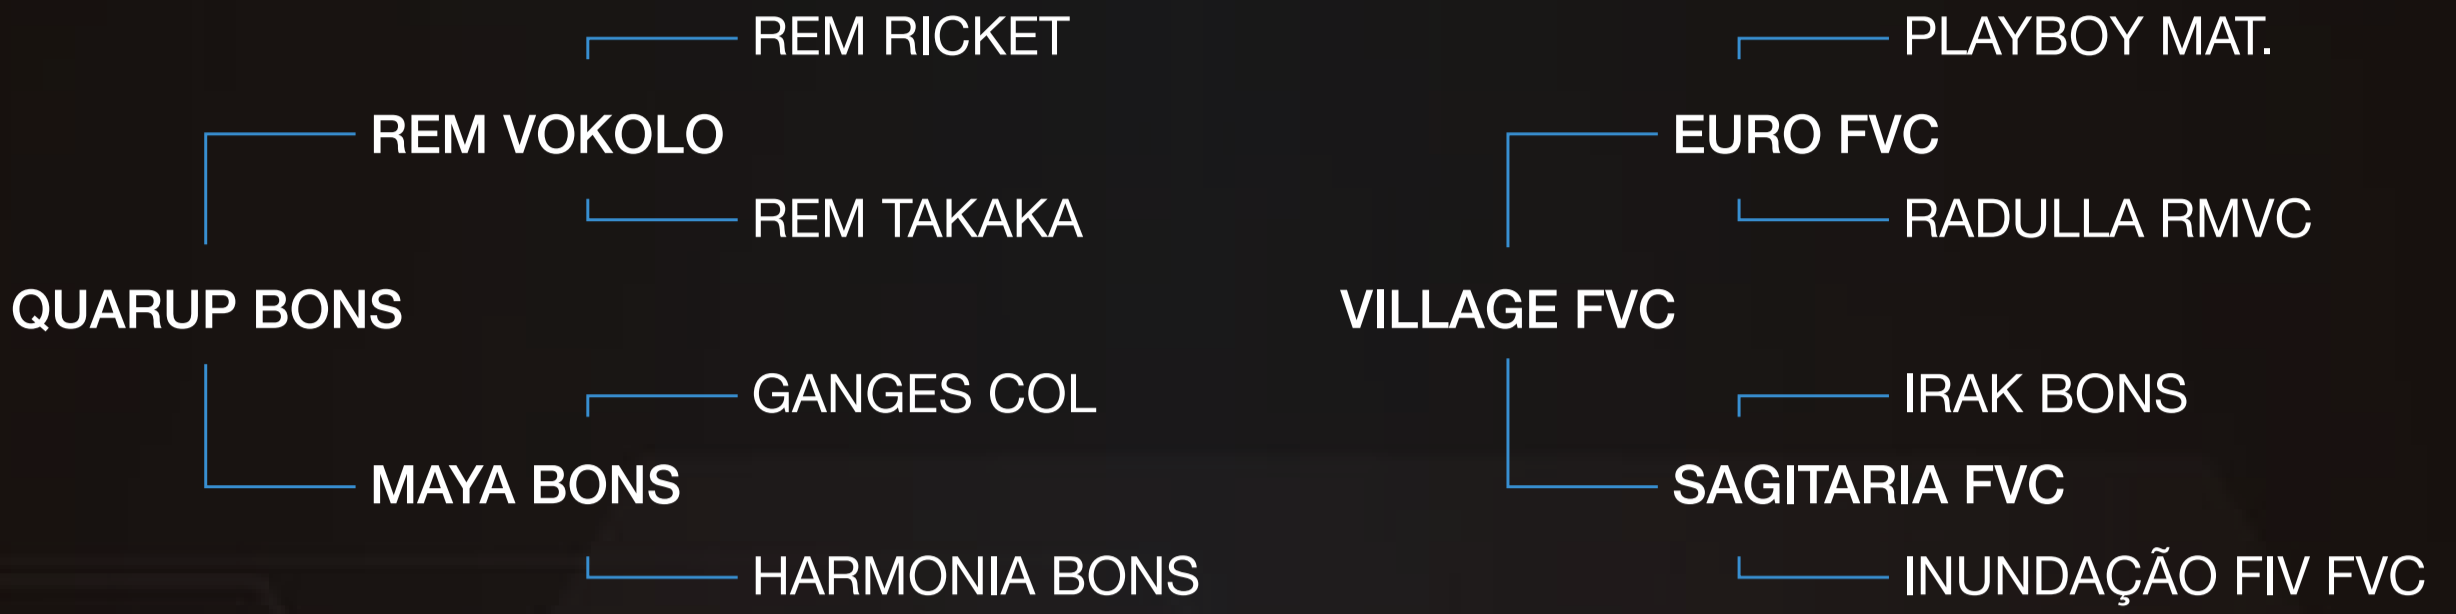 REM RICKET
REM VOKOLO
REM TAKAKA
QUARUP BONS
GANGES COL
MAYA BONS
HARMONIA BONS
PLAYBOY MAT.
EURO FVC
RADULLA RMVC
VILLAGE FVC
IRAK BONS
SAGITARIA FVC
INUNDAÇÃO FIV FVC